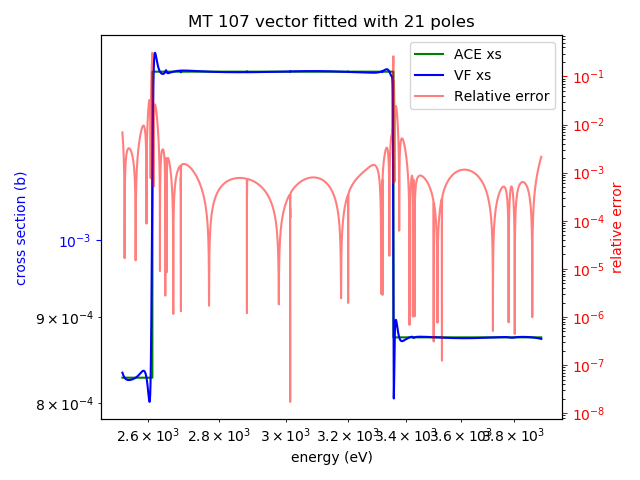 MT 107 vector fitted with 21 poles
ACE xs
VF xs
Relative error
cross section (b)
10⁻³
9 × 10⁻⁴
8 × 10⁻⁴
10⁻¹
10⁻²
10⁻³
10⁻⁴
10⁻⁵
10⁻⁶
10⁻⁷
10⁻⁸
relative error
2.6 × 10³ 2.8 × 10³ 3 × 10³ 3.2 × 10³ 3.4 × 10³ 3.6 × 10³ 3.8 × 10³
energy (eV)